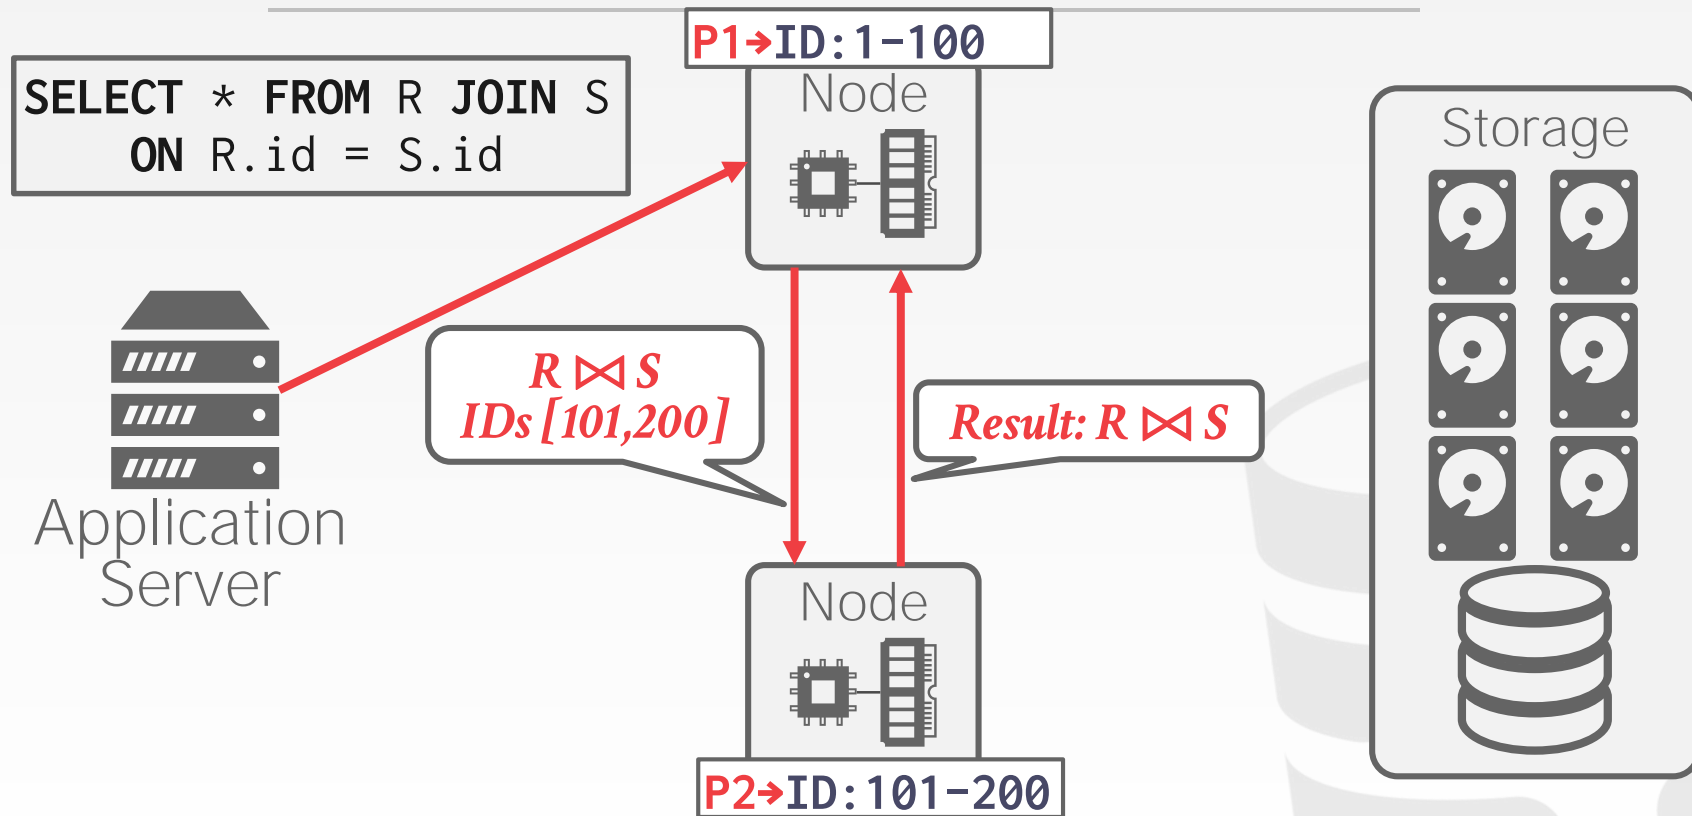 P1→ID:1-100
SELECT * FROM R JOIN S
ON R.id = S.id
Node
Storage
R ⋈ S
IDs [101,200]
Result: R ⋈ S
Application
Server
Node
P2→ID:101-200